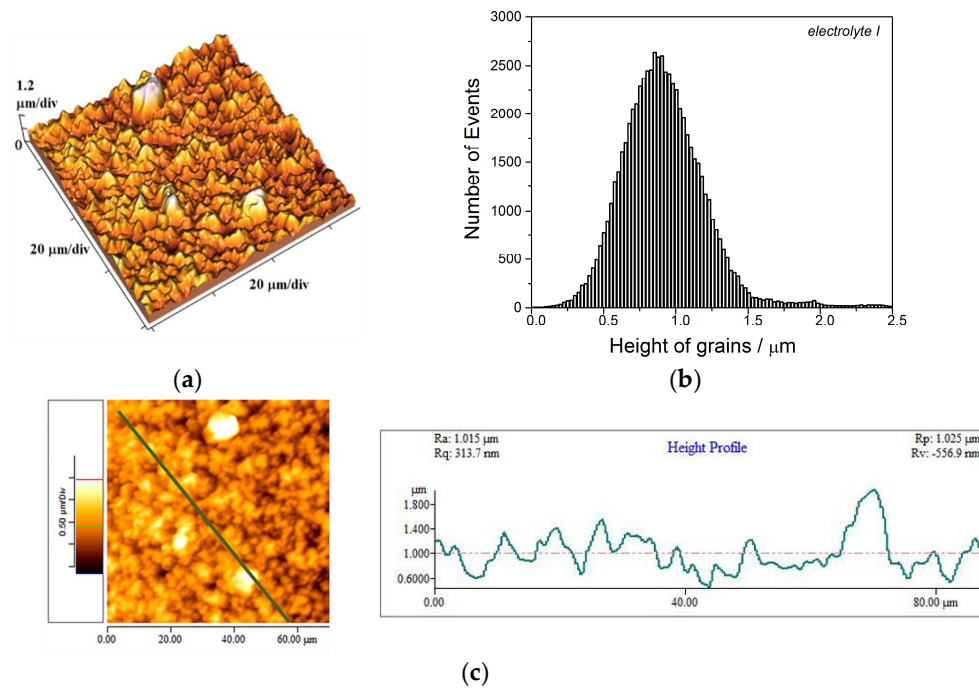 1.2
μm/div
0
20 μm/div
20 μm/div
(a)
electrolyte I
Number of Events
3000
2500
2000
1500
1000
500
0
0.0 0.5 1.0 1.5 2.0 2.5
Height of grains / μm
(b)
0.50 μm/Div
0.00 20.00 40.00 60.00 μm
Ra: 1.015 μm
Rq: 313.7 nm
Height Profile
Rp: 1.025 μm
Rv: -556.9 nm
μm
1.800
1.400
1.000
0.6000
0.00 40.00 80.00 μm
(c)